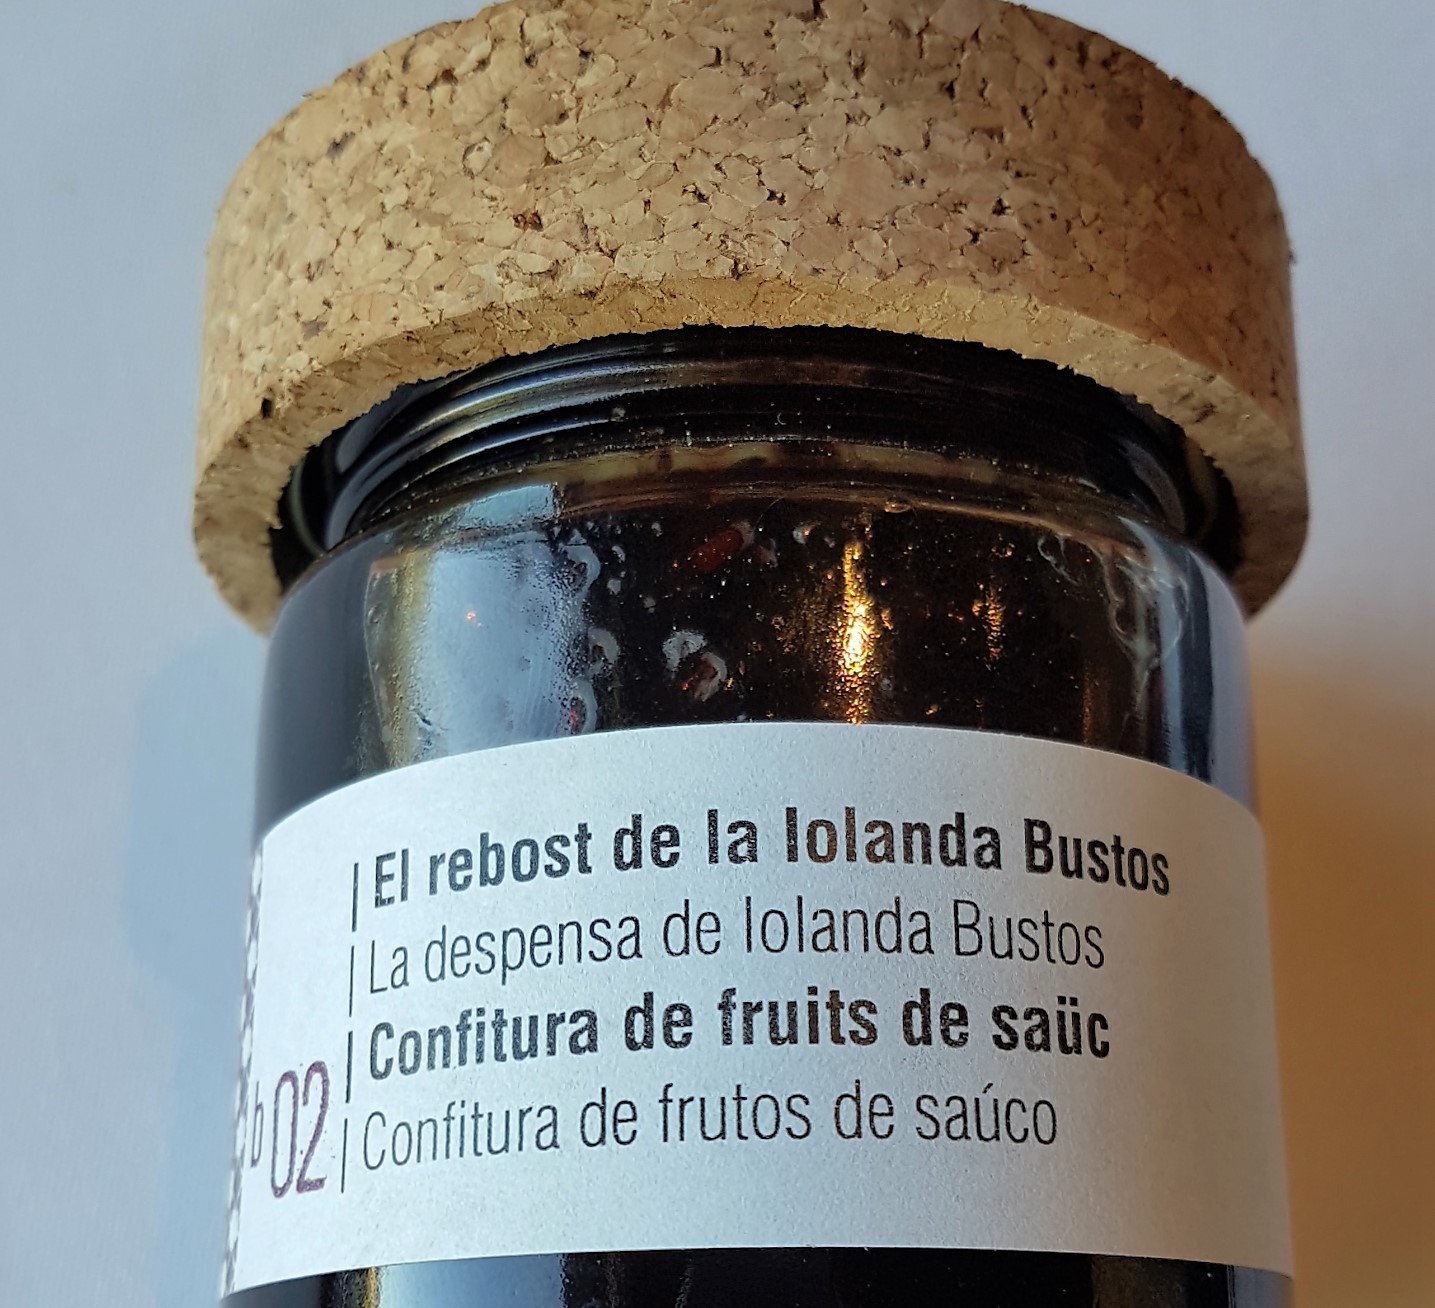 El rebost de la Iolanda Bustos
La despensa de Iolanda Bustos
Confitura de fruits de saüc
Confitura de frutos de saúco
b 02